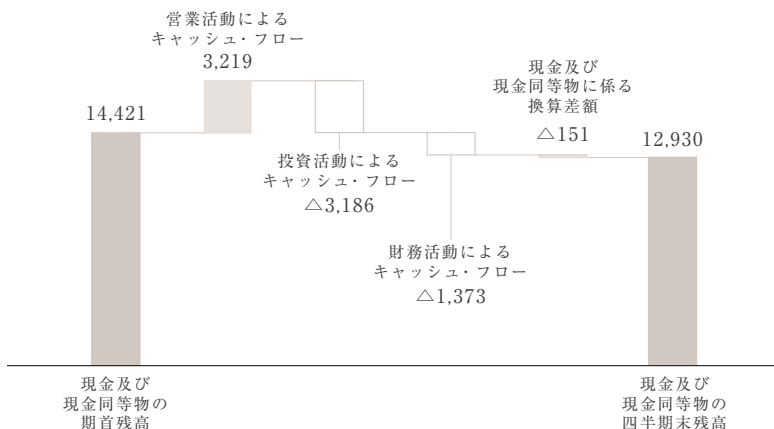 営業活動による
キャッシュ・フロー
3,219
14,421
投資活動による
キャッシュ・フロー
△3,186
財務活動による
キャッシュ・フロー
△1,373
現金及び
現金同等物に係る
換算差額
△151
12,930
現金及び
現金同等物の
期首残高
現金及び
現金同等物の
四半期末残高